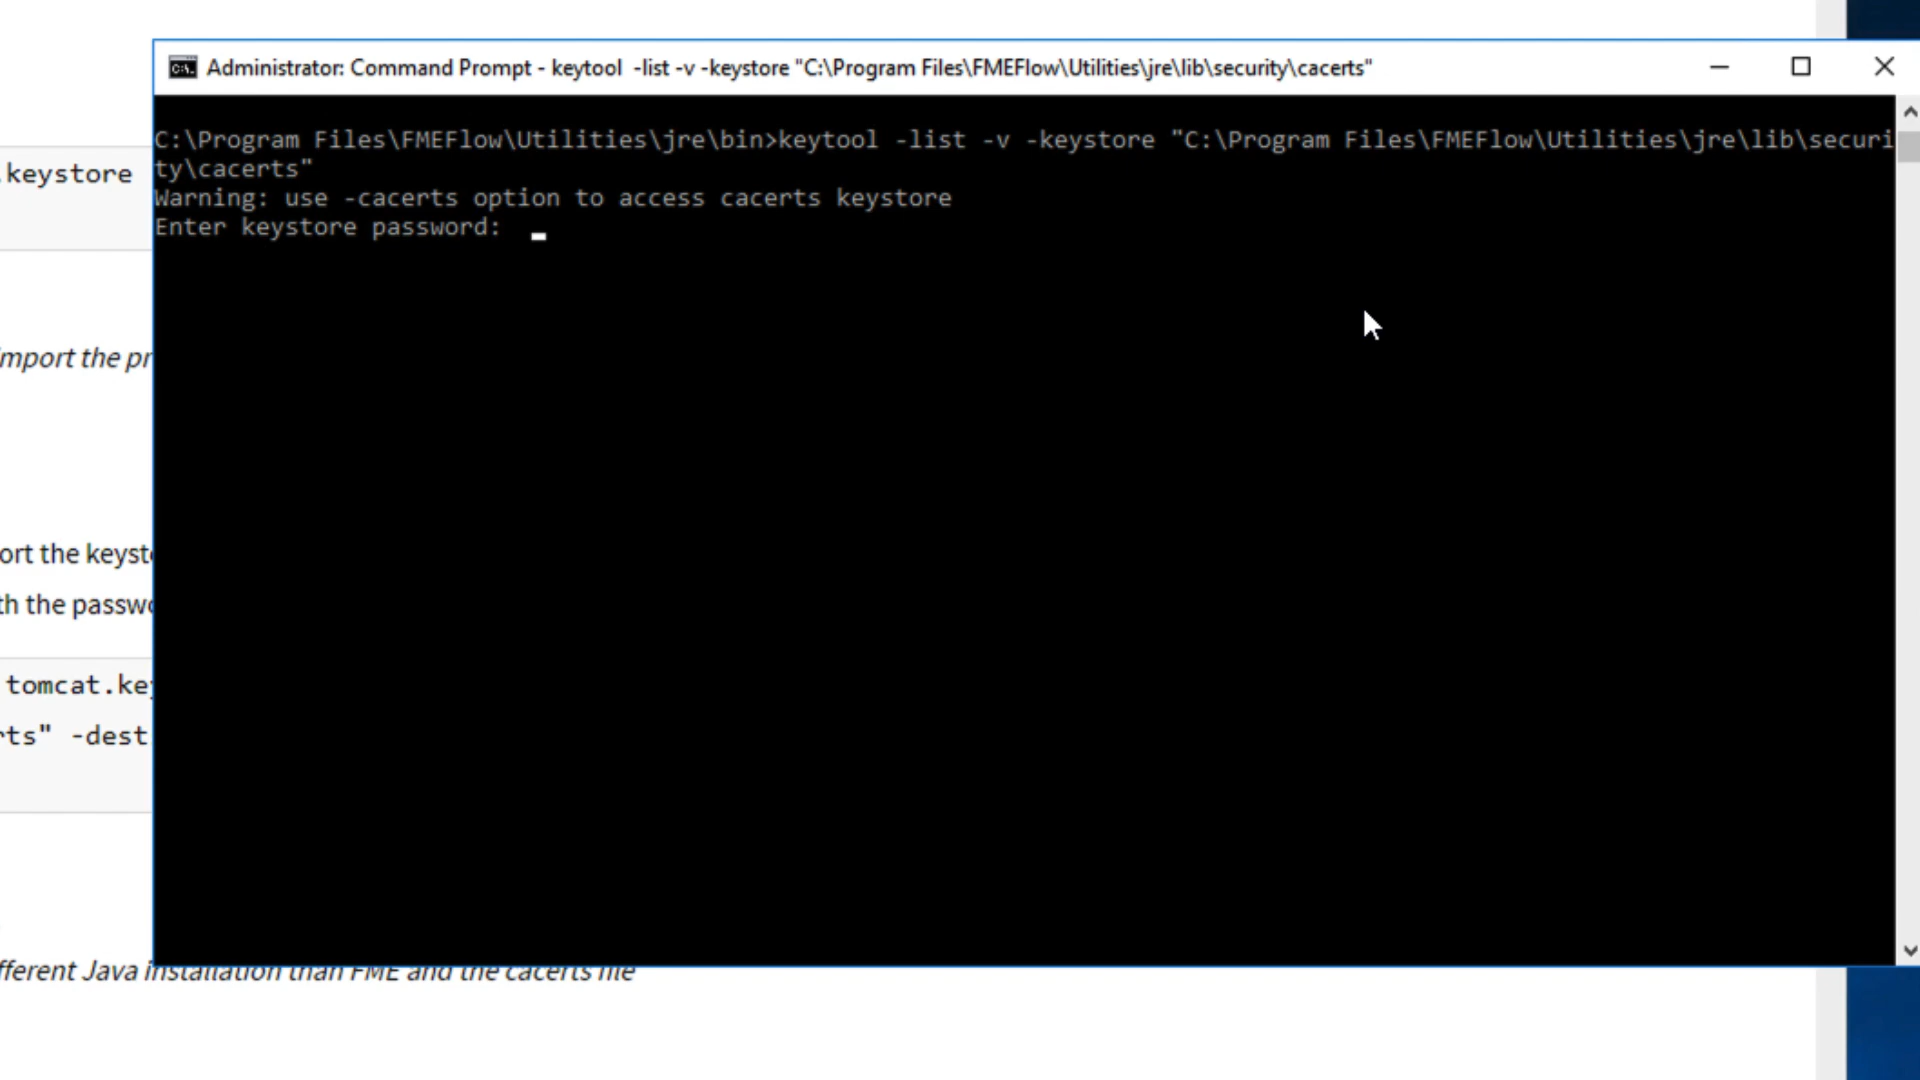 Administrator: Command Prompt - keytool  -list -v -keystore "C:\Program Files\FMEFlow\Utilities\jre\lib\security\cacerts"
C:\Program Files\FMEFlow\Utilities\jre\bin>keytool -list -v -keystore "C:\Program Files\FMEFlow\Utilities\jre\lib\securi
ty\cacerts"
Warning: use -cacerts option to access cacerts keystore
Enter keystore password:
.keystore
import the pr
ort the keyst
th the passw
tomcat.key
rts" -dest
fferent Java installation than FME and the cacerts file